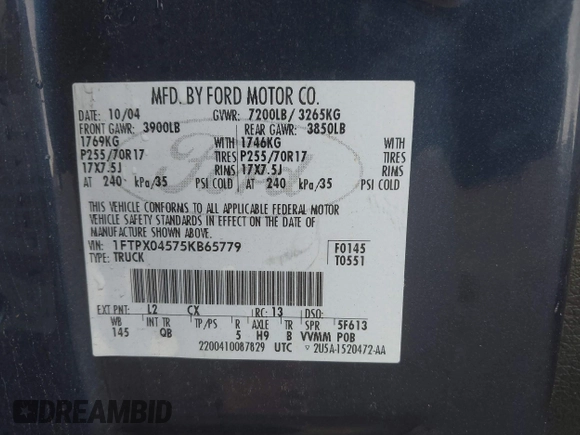 MFD. BY FORD MOTOR CO.
DATE: 10/04 GVWR: 7200LB/ 3265KG
FRONT GAWR: 3900LB REAR GAWR: 3850LB
1769KG WITH 1746KG WITH
P255/70R17 TIRES P255/70R17 TIRES
17X7.5J RIMS 17X7.5J RIMS
AT 240 kPa/35 PSI COLD AT 240 kPa/35 PSI COLD
THIS VEHICLE CONFORMS TO ALL APPLICABLE FEDERAL MOTOR
VEHICLE SAFETY STANDARDS IN EFFECT ON THE DATE OF
MANUFACTURE SHOWN ABOVE.
VIN: 1FTPX04575KB65779 F0145
TYPE: TRUCK T0551
EXT PNT: L2 CX RC: 13 DSO:
WB INT TR TP/PS R AXLE TR SPR 5F613
145 QB 5 H9 B VVMM POB
2200410087829 UTC 2U5A-1520472-AA
Ford
DREAMBID